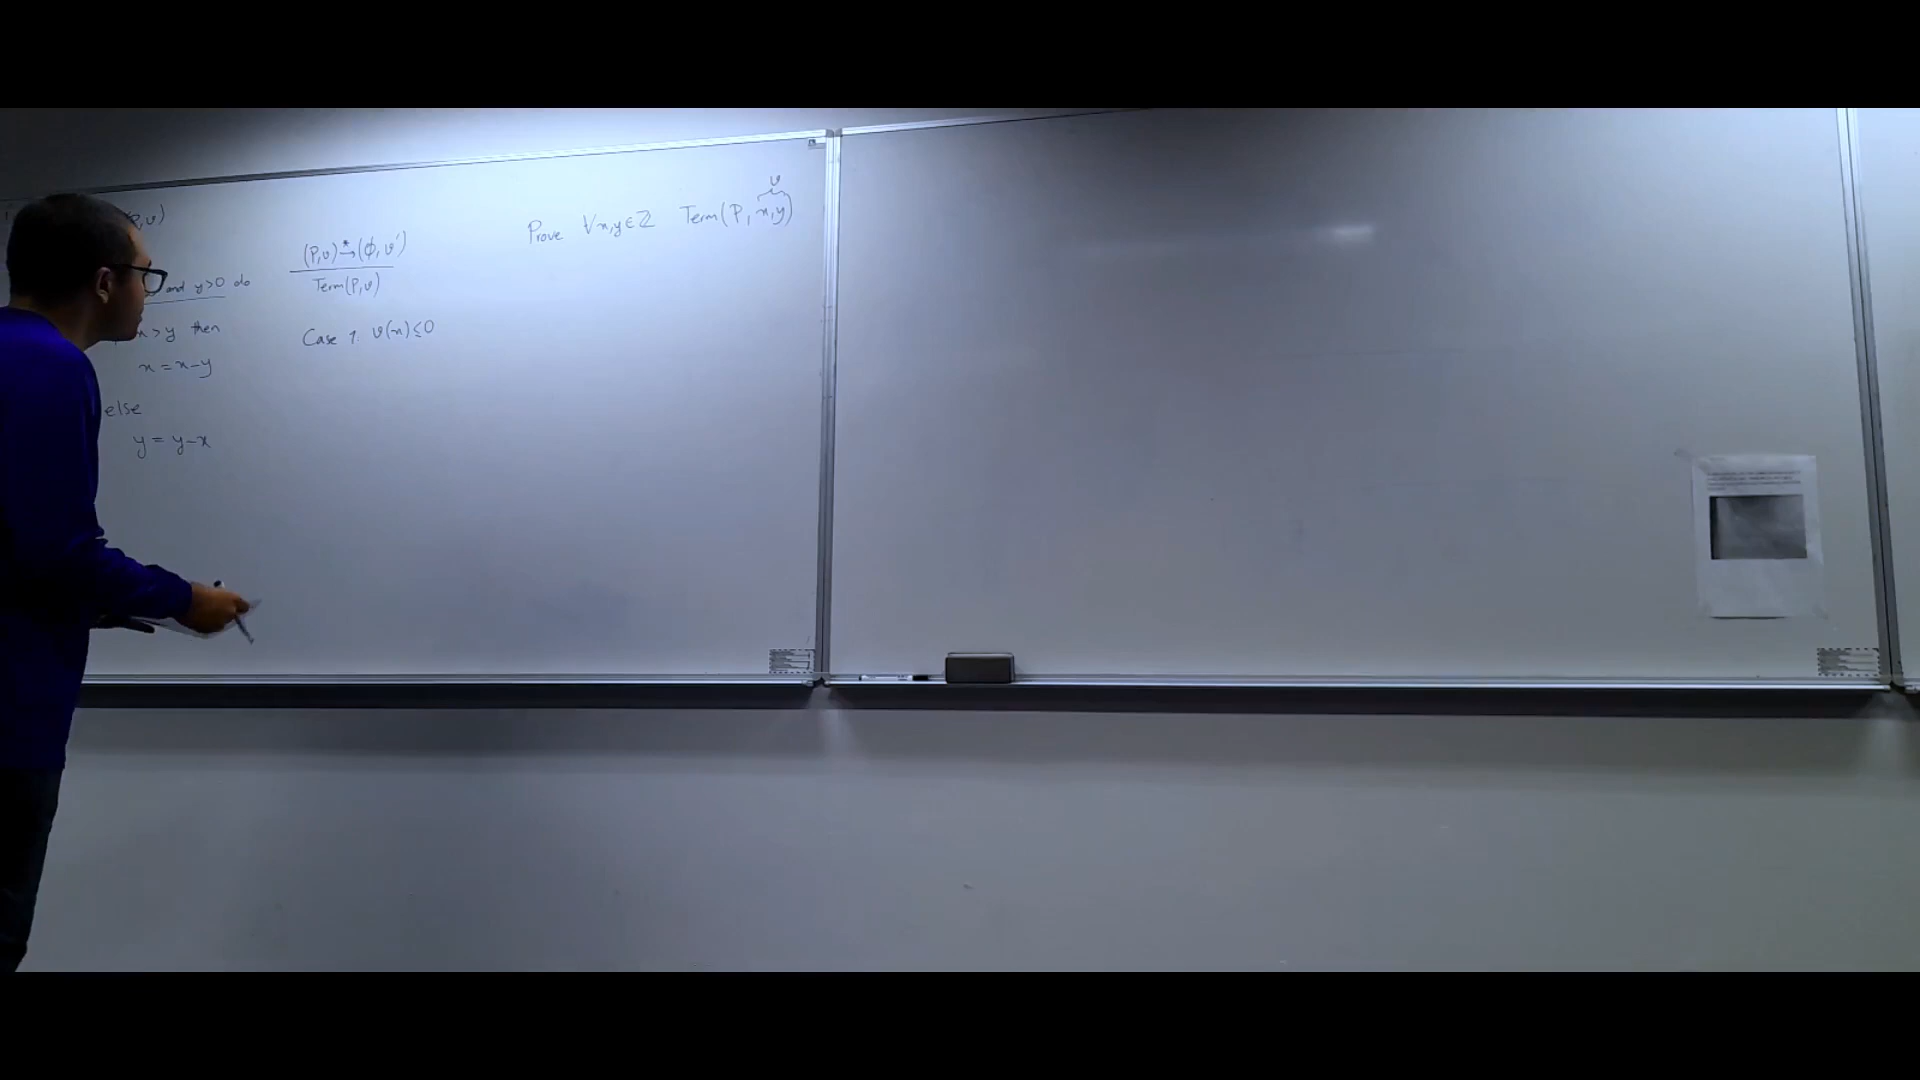 P,v)
and y>0 do
x>y then
x = x-y
else
y = y-x
(P,v) →* (∅, v')
Term(P,v)
Case 1. v(x)≤0
v
Prove ∀x,y∈ℤ Term(P, x,y)